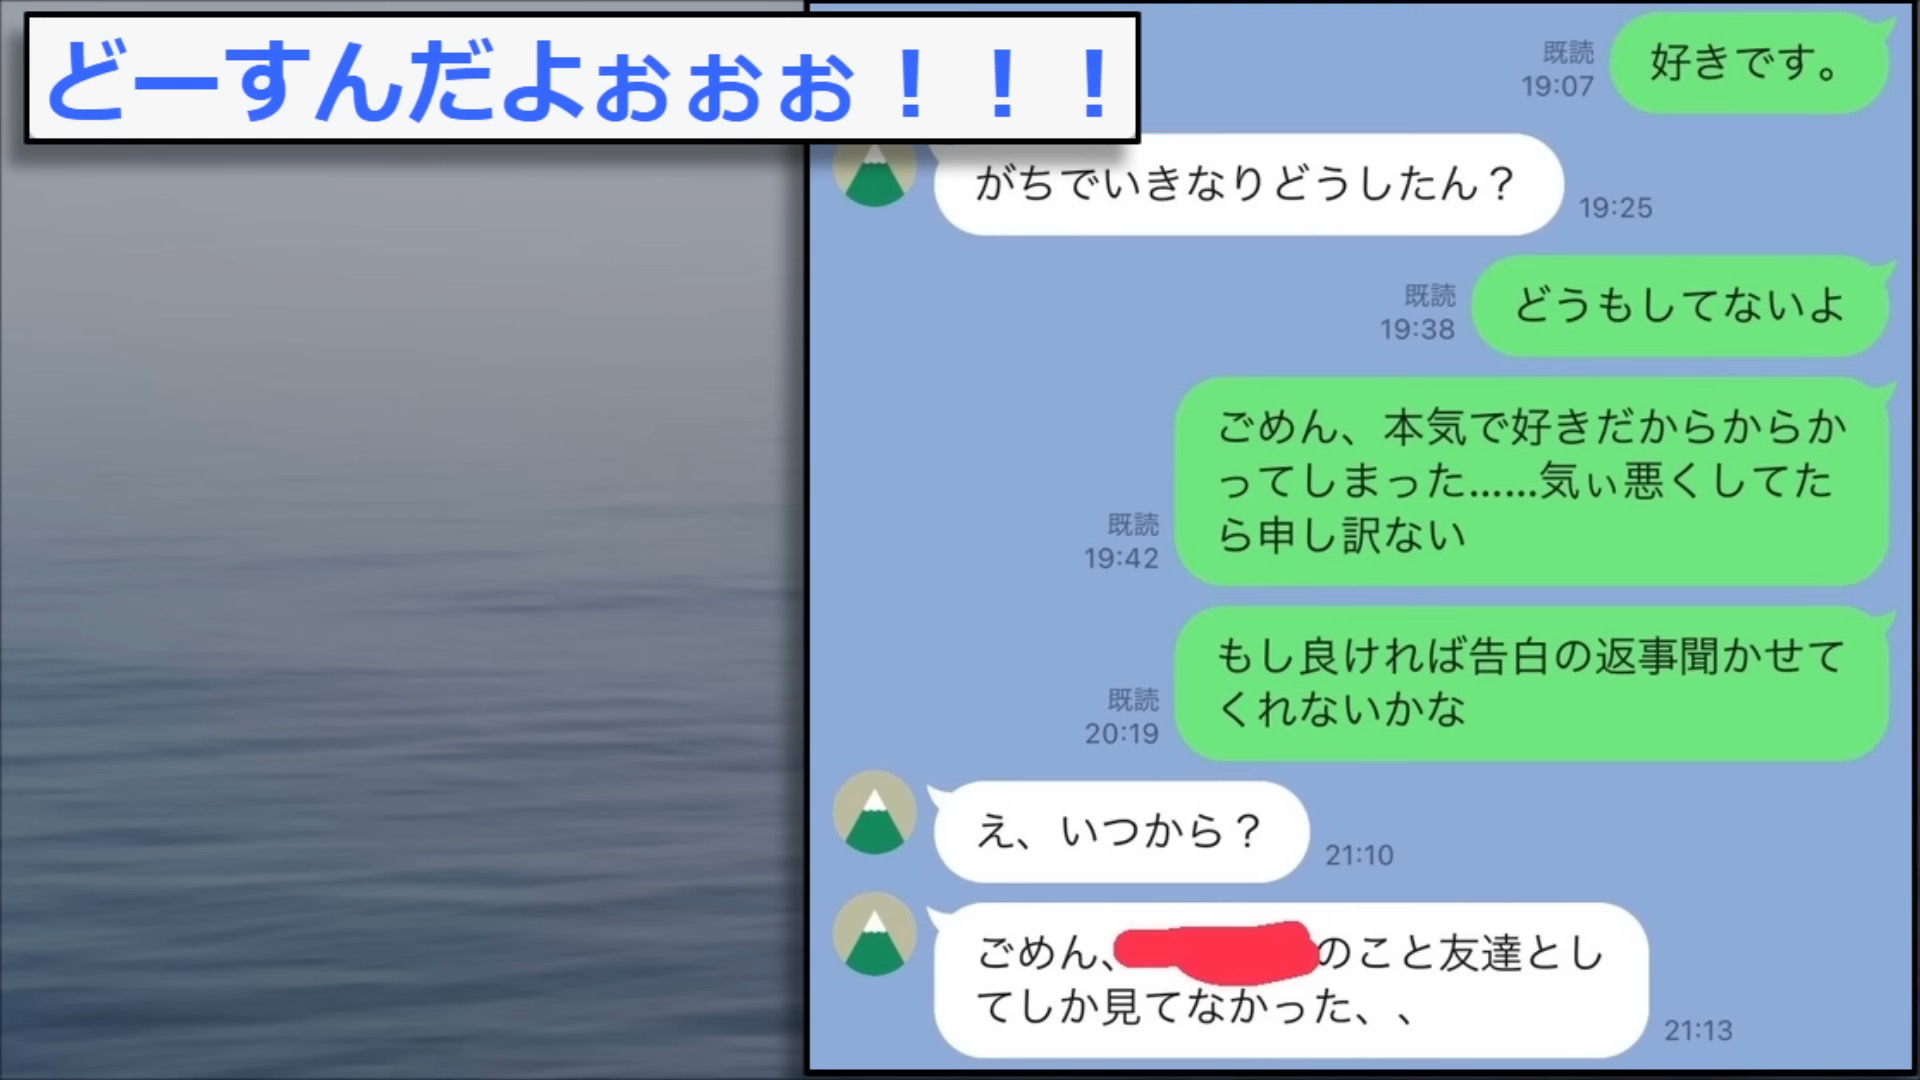 どーすんだよぉぉぉ！！！
好きです。
既読
19:07
がちでいきなりどうしたん？
19:25
どうもしてないよ
既読
19:38
ごめん、本気で好きだからからか
ってしまった……気ぃ悪くしてた
ら申し訳ない
既読
19:42
もし良ければ告白の返事聞かせて
くれないかな
既読
20:19
え、いつから？
21:10
ごめん、のこと友達とし
てしか見てなかった、、
21:13